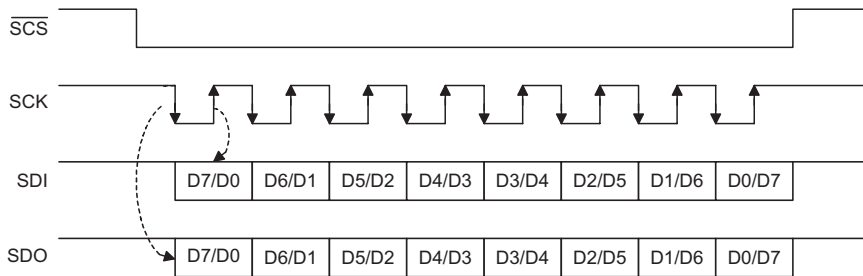 SCS
SCK
SDI
D7/D0 D6/D1 D5/D2 D4/D3 D3/D4 D2/D5 D1/D6 D0/D7
SDO
D7/D0 D6/D1 D5/D2 D4/D3 D3/D4 D2/D5 D1/D6 D0/D7